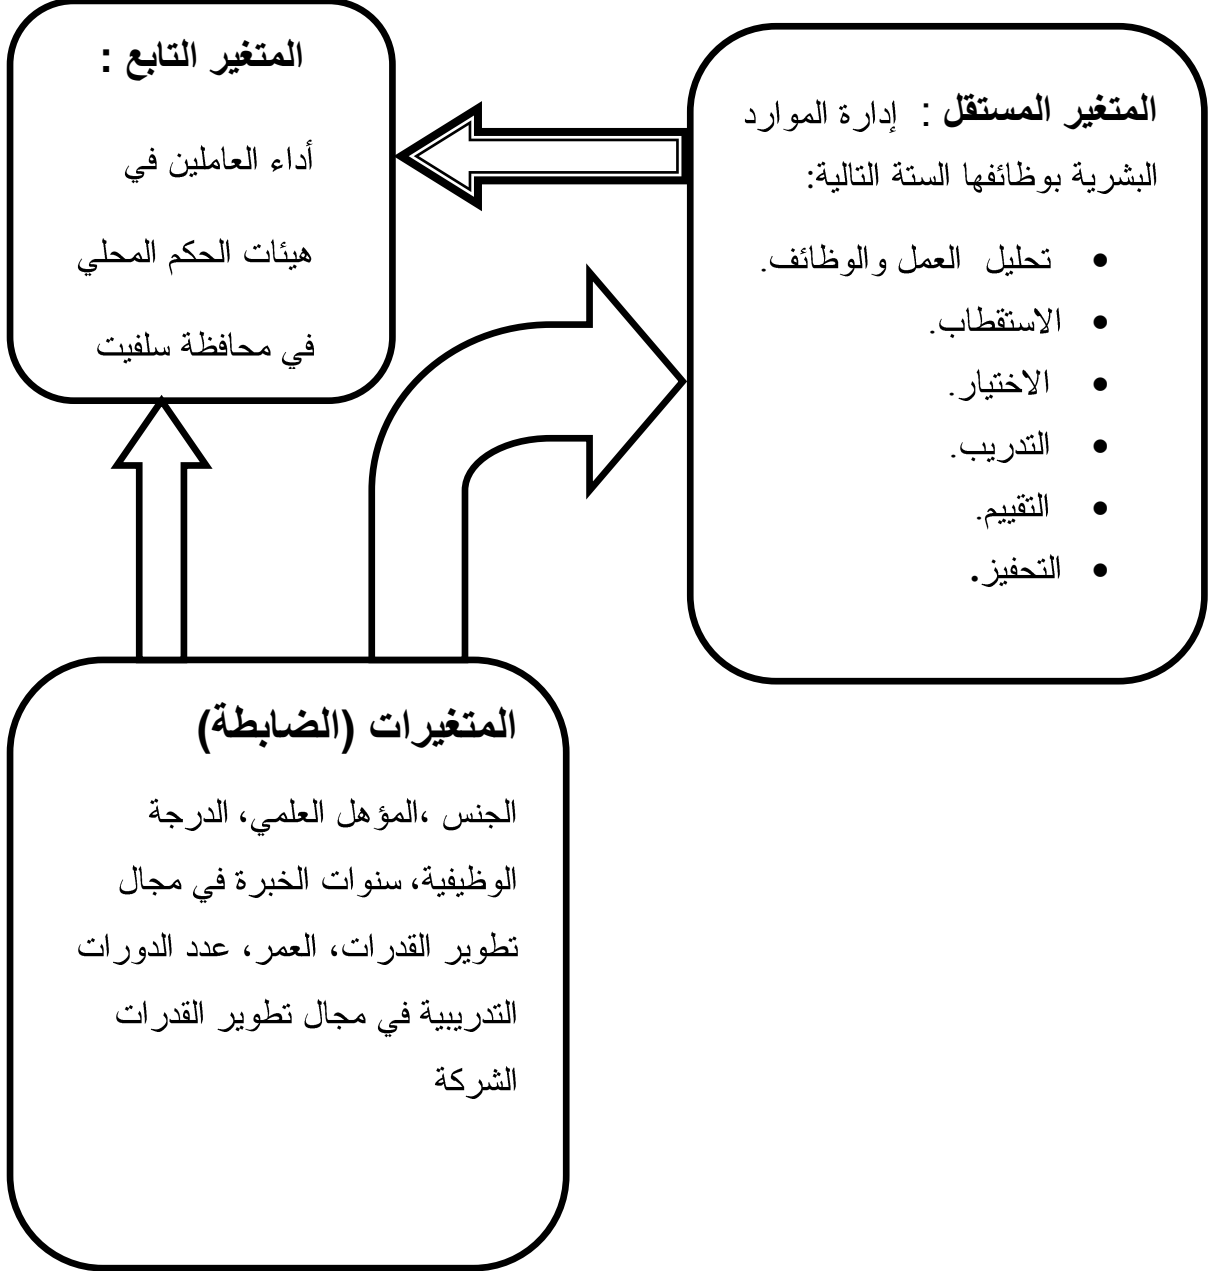 المتغير المستقل : إدارة الموارد
البشرية بوظائفها الستة التالية:
• تحليل العمل والوظائف.
• الاستقطاب.
• الاختيار.
• التدريب.
• التقييم.
• التحفيز.
المتغير التابع :
أداء العاملين في
هيئات الحكم المحلي
في محافظة سلفيت
المتغيرات (الضابطة)
الجنس ،المؤهل العلمي، الدرجة
الوظيفية، سنوات الخبرة في مجال
تطوير القدرات، العمر، عدد الدورات
التدريبية في مجال تطوير القدرات
الشركة